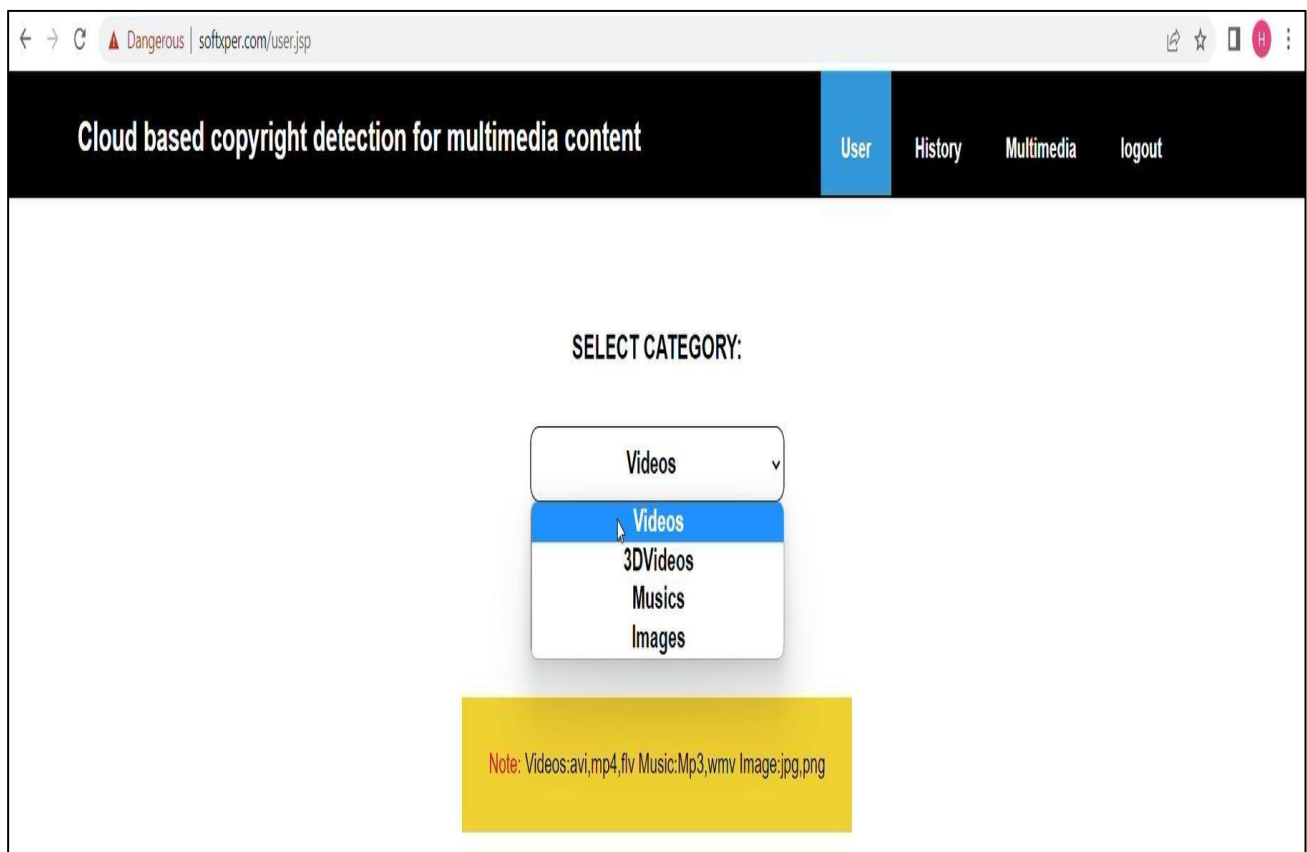 Dangerous | softxper.com/user.jsp
H
Cloud based copyright detection for multimedia content
User History Multimedia logout
SELECT CATEGORY:
Videos
Videos
3DVideos
Musics
Images
Note: Videos:avi,mp4,flv Music:Mp3,wmv Image:jpg,png